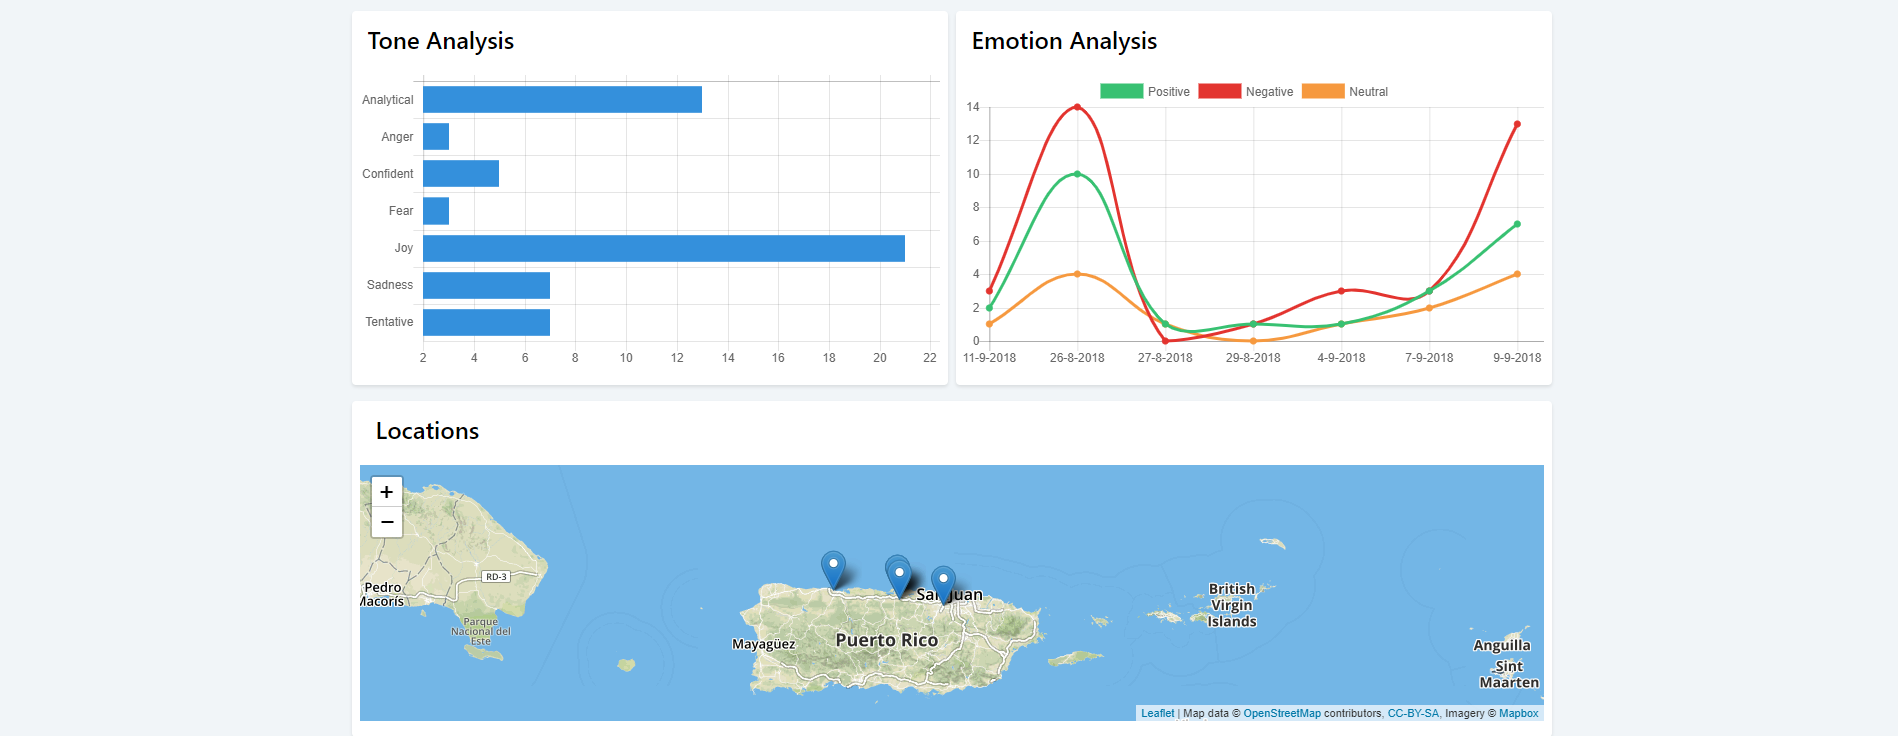 Tone Analysis
Analytical
Anger
Confident
Fear
Joy
Sadness
Tentative
2 4 6 8 10 12 14 16 18 20 22
Emotion Analysis
Positive Negative Neutral
14
12
10
8
6
4
2
0
11-9-2018 26-8-2018 27-8-2018 29-8-2018 4-9-2018 7-9-2018 9-9-2018
Locations
+
−
RD-3
Pedro
Macorís
Parque
Nacional del
Este
San Juan
Mayagüez
Puerto Rico
British
Virgin
Islands
Anguilla
Sint
Maarten
Leaflet | Map data © OpenStreetMap contributors, CC-BY-SA, Imagery © Mapbox